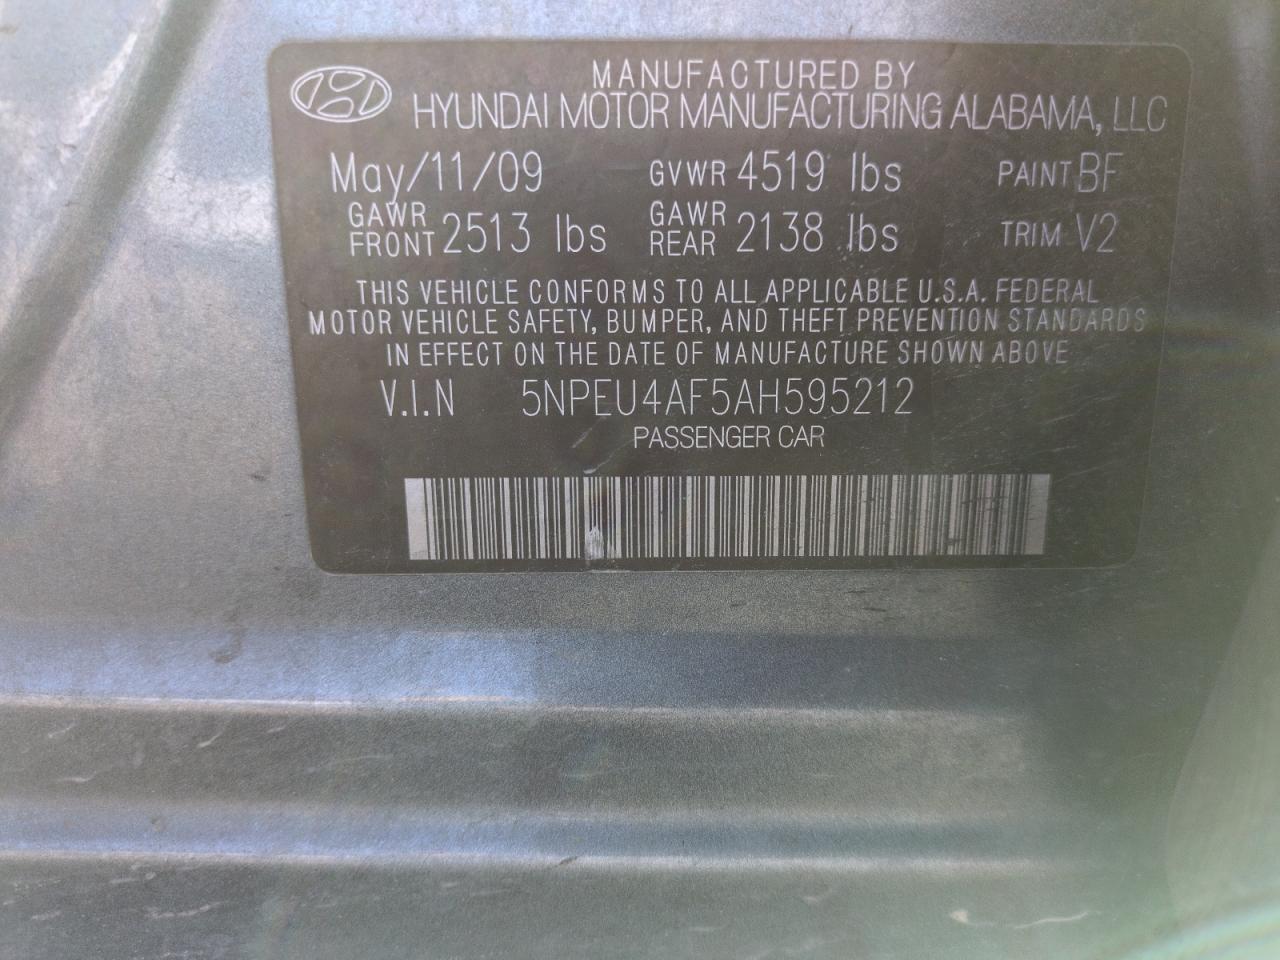 MANUFACTURED BY
HYUNDAI MOTOR MANUFACTURING ALABAMA, LLC
May/11/09 GVWR 4519 lbs PAINT BF
GAWR FRONT 2513 lbs GAWR REAR 2138 lbs TRIM V2
THIS VEHICLE CONFORMS TO ALL APPLICABLE U.S.A. FEDERAL
MOTOR VEHICLE SAFETY, BUMPER, AND THEFT PREVENTION STANDARDS
IN EFFECT ON THE DATE OF MANUFACTURE SHOWN ABOVE
V.I.N 5NPEU4AF5AH595212
PASSENGER CAR